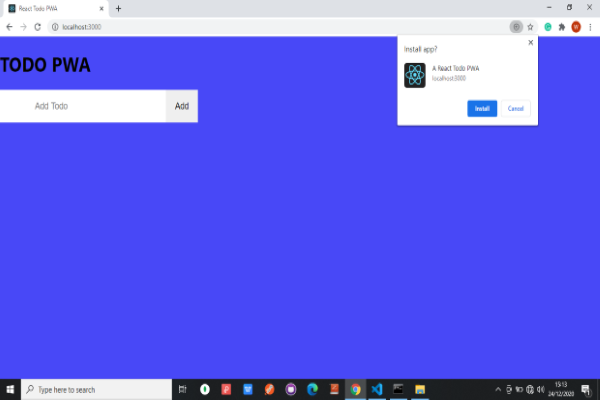 React Todo PWA
localhost:3000
Install app?
A React Todo PWA
localhost:3000
Install
Cancel
TODO PWA
Add Todo
Add
Type here to search
15:13
24/12/2020